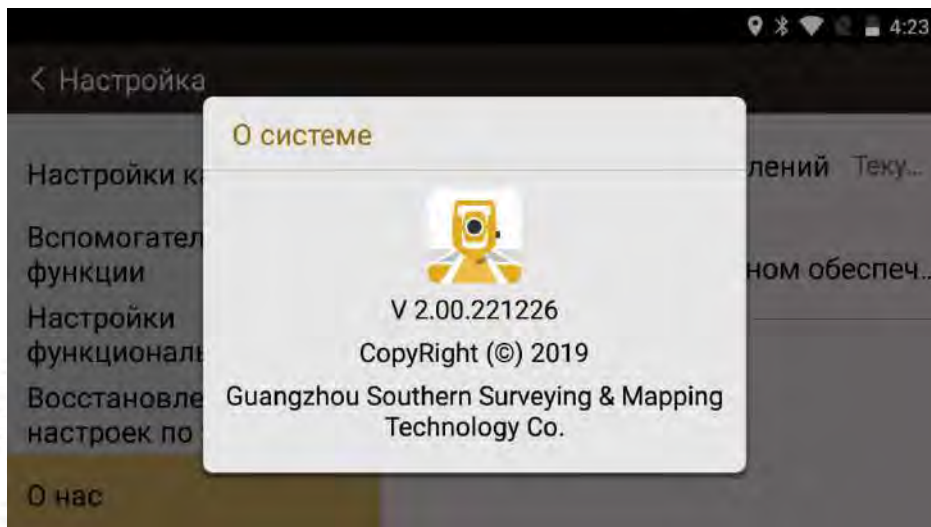 4:23
< Настройка
О системе
Настройки к
лений Теку...
Вспомогател
функции
ном обеспеч...
V 2.00.221226
Настройки
функциональ
CopyRight (©) 2019
Восстановле
настроек по
Guangzhou Southern Surveying & Mapping
Technology Co.
О нас